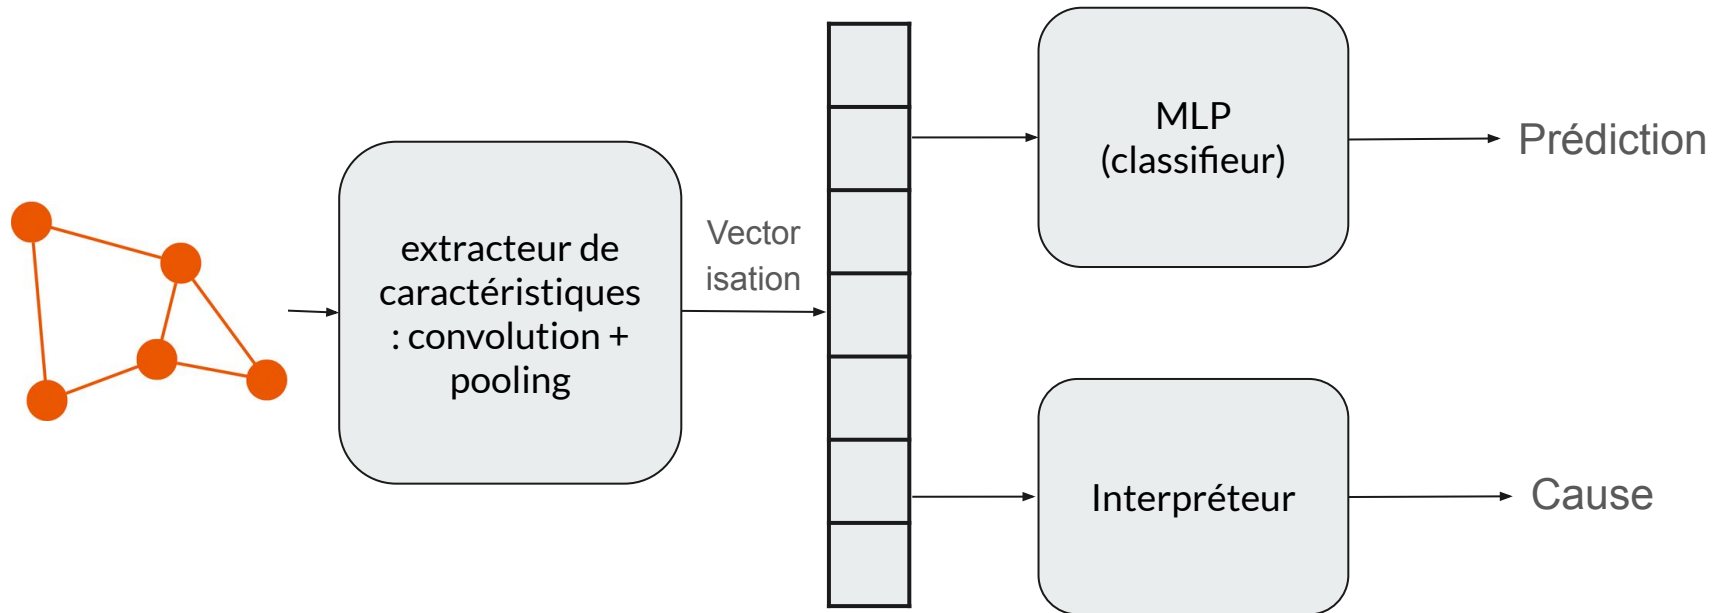 extracteur de
caractéristiques
: convolution +
pooling
Vector
isation
MLP
(classifieur)
Prédiction
Interpréteur
Cause